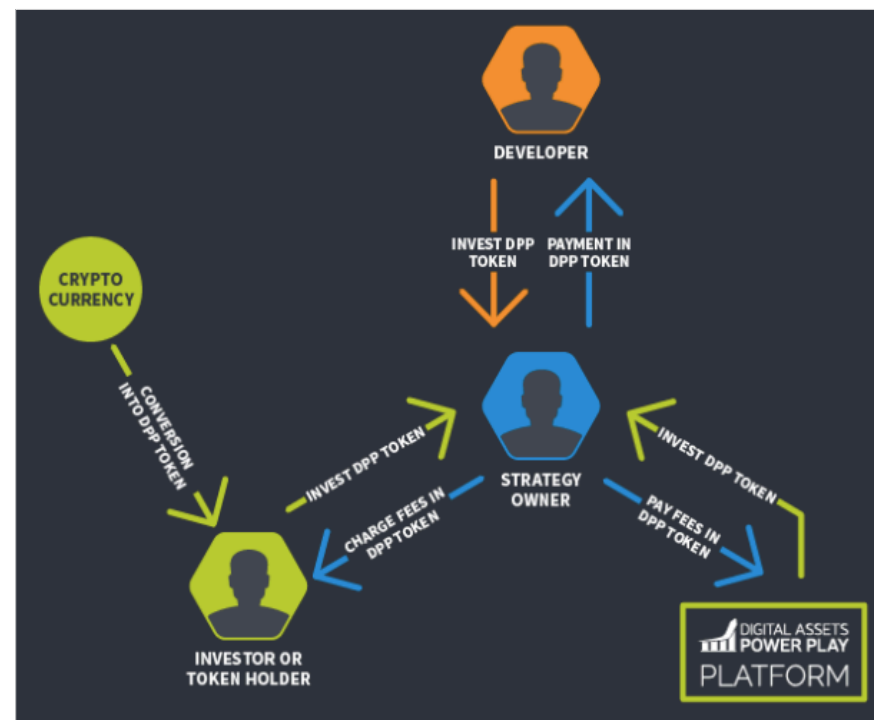 DEVELOPER
INVEST DPP
TOKEN
PAYMENT IN
DPP TOKEN
CRYPTO
CURRENCY
CONVERSION
INTO DPP TOKEN
INVEST DPP TOKEN
CHARGE FEES IN
DPP TOKEN
STRATEGY
OWNER
INVEST DPP TOKEN
PAY FEES IN
DPP TOKEN
INVESTOR OR
TOKEN HOLDER
DIGITAL ASSETS
POWER PLAY
PLATFORM